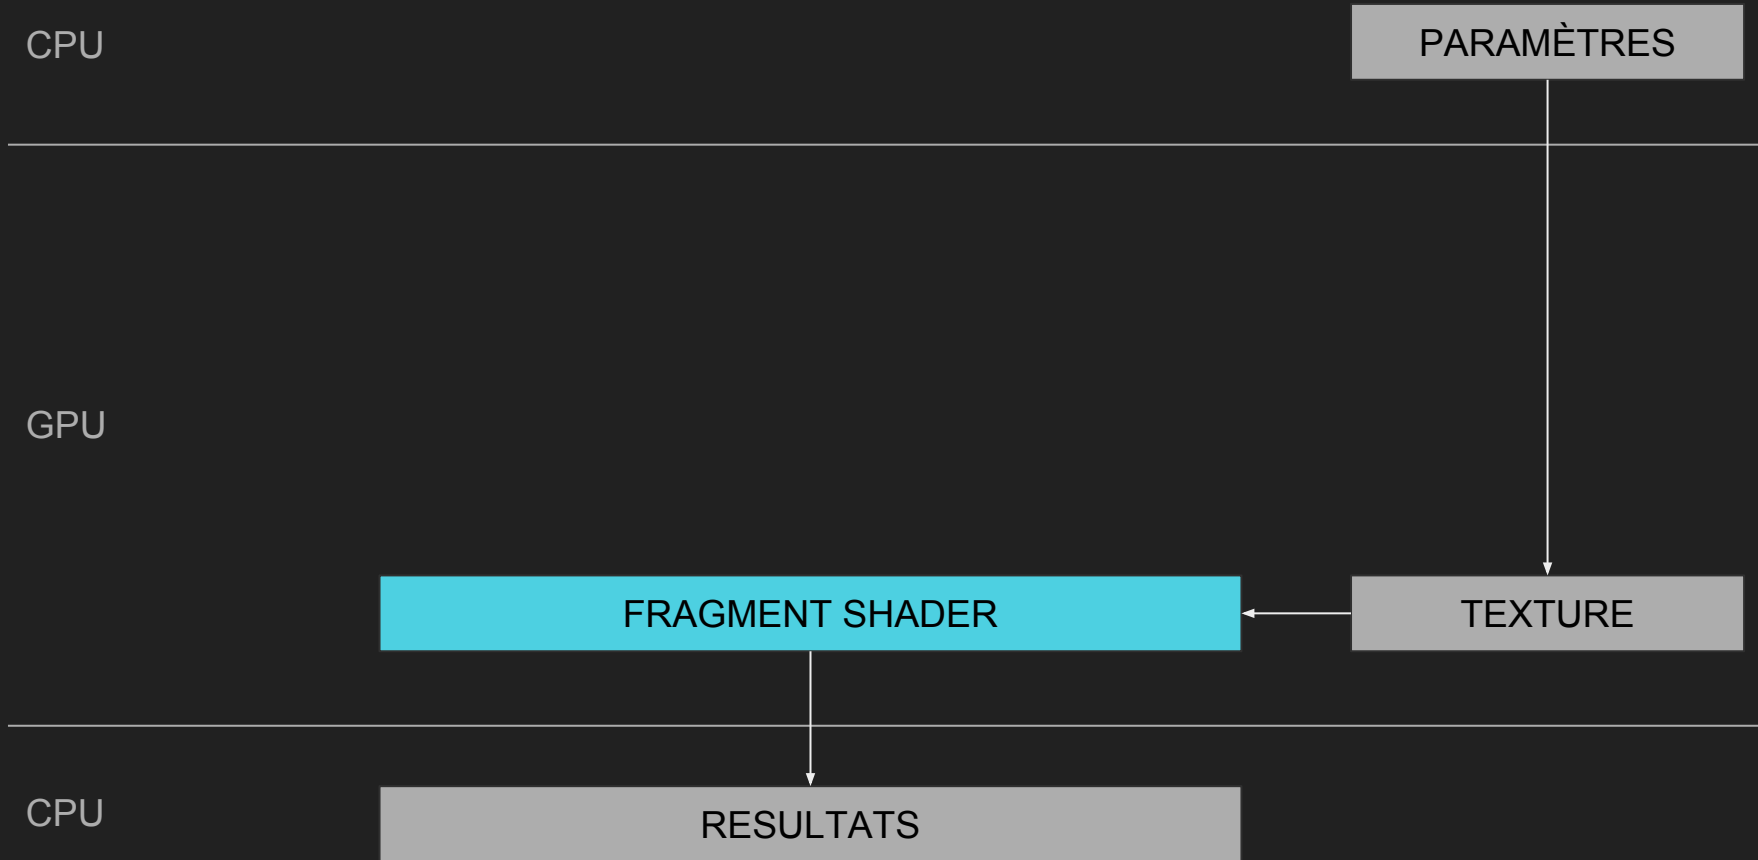 CPU
PARAMÈTRES
GPU
FRAGMENT SHADER
TEXTURE
CPU
RESULTATS